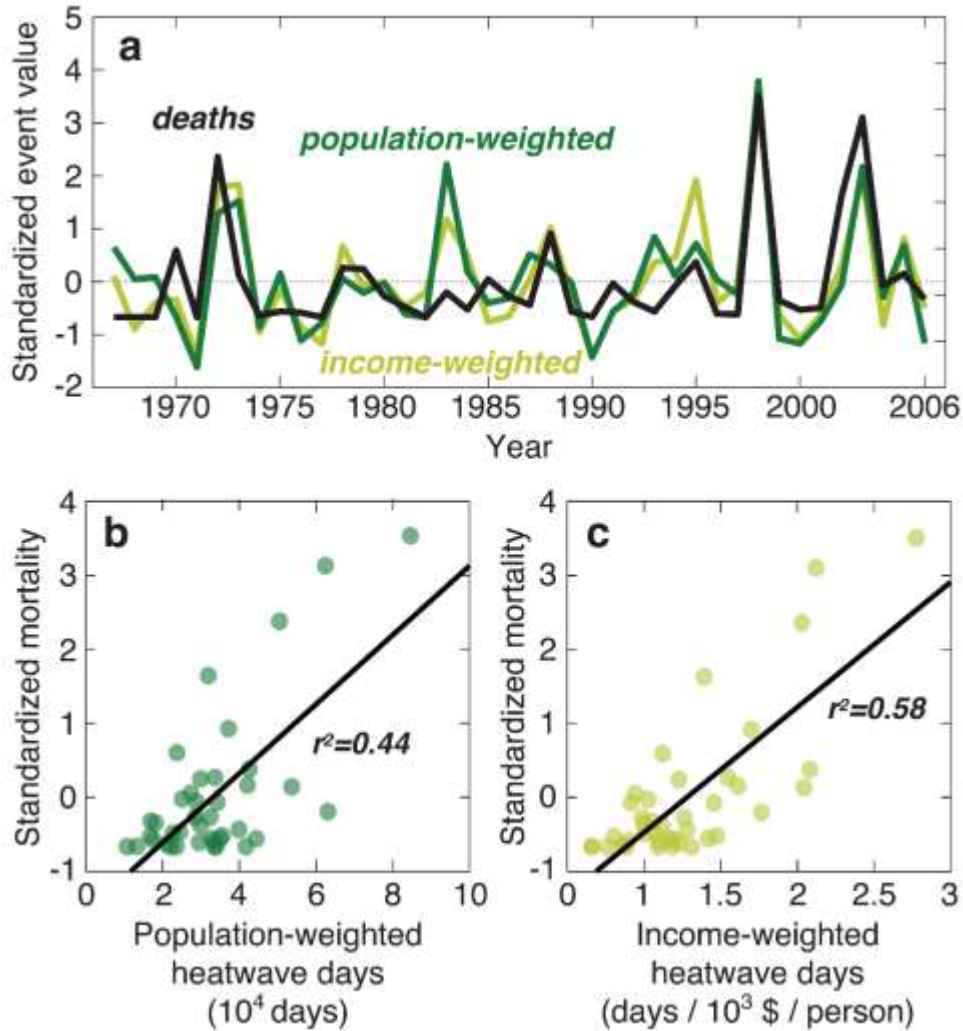 a
Standardized event value
5
4
3
2
1
0
-1
-2
deaths
population-weighted
income-weighted
1970 1975 1980 1985 1990 1995 2000 2006
Year
b
Standardized mortality
4
3
2
1
0
-1
r²=0.44
0 2 4 6 8 10
Population-weighted
heatwave days
(10⁴ days)
c
Standardized mortality
4
3
2
1
0
-1
r²=0.58
0 1 1.5 2 2.5 3
Income-weighted
heatwave days
(days / 10³ $ / person)